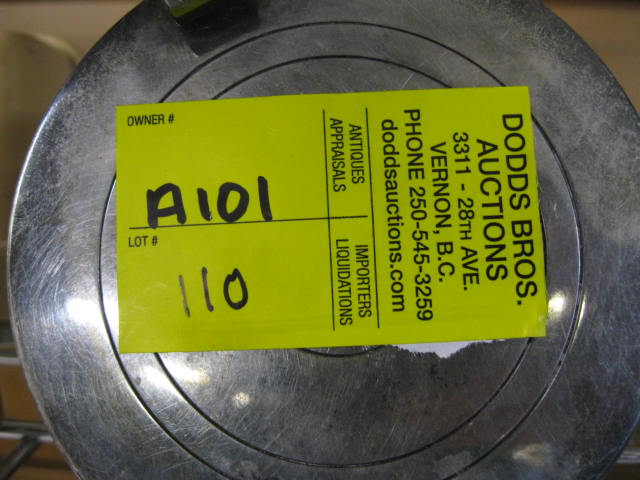 OWNER #
A101
LOT #
110
ANTIQUES
APPRAISALS
IMPORTERS
LIQUIDATIONS
DODDS BROS.
AUCTIONS
3311 - 28TH AVE.
VERNON, B.C.
PHONE 250-545-3259
doddsauctions.com